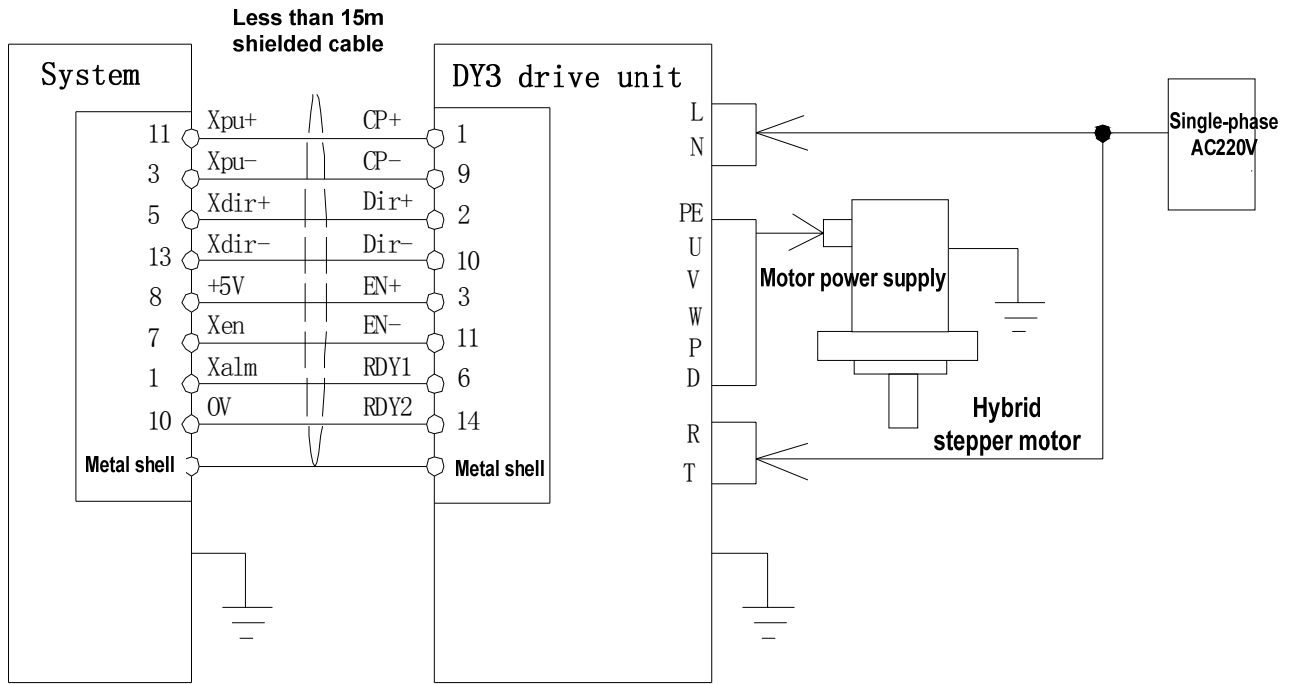 Less than 15m
shielded cable
System
DY3 drive unit
11 Xpu+ CP+ 1
3 Xpu- CP- 9
5 Xdir+ Dir+ 2
13 Xdir- Dir- 10
8 +5V EN+ 3
7 Xen EN- 11
1 Xalm RDY1 6
10 0V RDY2 14
Metal shell Metal shell
L
N
PE
U
V
W
P
D
R
T
Single-phase
AC220V
Motor power supply
Hybrid
stepper motor